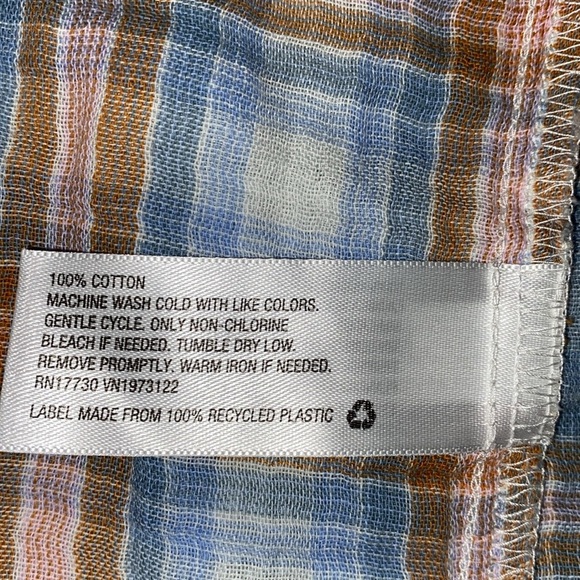 100% COTTON
MACHINE WASH COLD WITH LIKE COLORS.
GENTLE CYCLE. ONLY NON-CHLORINE
BLEACH IF NEEDED. TUMBLE DRY LOW.
REMOVE PROMPTLY. WARM IRON IF NEEDED.
RN17730 VN1973122
LABEL MADE FROM 100% RECYCLED PLASTIC